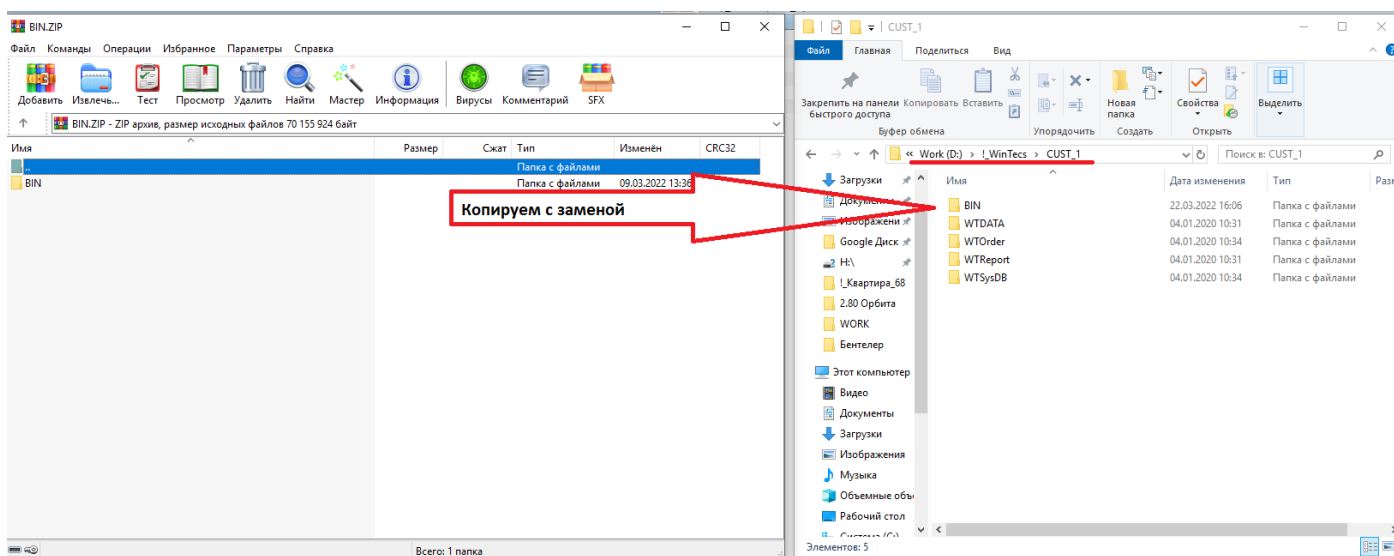 BIN.ZIP
Файл Команды Операции Избранное Параметры Справка
Добавить Извлечь... Тест Просмотр Удалить Найти Мастер Информация Вирусы Комментарий SFX
BIN.ZIP - ZIP архив, размер исходных файлов 70 155 924 байт
Имя Размер Сжат Тип Изменён CRC32
.. Папка с файлами
BIN Папка с файлами 09.03.2022 13:36
Копируем с заменой
Всего: 1 папка
CUST_1
Файл Главная Поделиться Вид
Закрепить на панели быстрого доступа
Копировать Вставить
Новая папка
Свойства
Выделить
Буфер обмена Упорядочить Создать Открыть
« Work (D:) › !_WinTecs › CUST_1
Поиск в: CUST_1
Загрузки
Документы
Изображени
Google Диск
H:\
!_Квартира_68
2.80 Орбита
WORK
Бентелер
Этот компьютер
Видео
Документы
Загрузки
Изображения
Музыка
Объемные объ
Рабочий стол
Система (C:)
Имя Дата изменения Тип Раз
BIN 22.03.2022 16:06 Папка с файлами
WTDATA 04.01.2020 10:31 Папка с файлами
WTOrder 04.01.2020 10:34 Папка с файлами
WTReport 04.01.2020 10:31 Папка с файлами
WTSysDB 04.01.2020 10:34 Папка с файлами
Элементов: 5